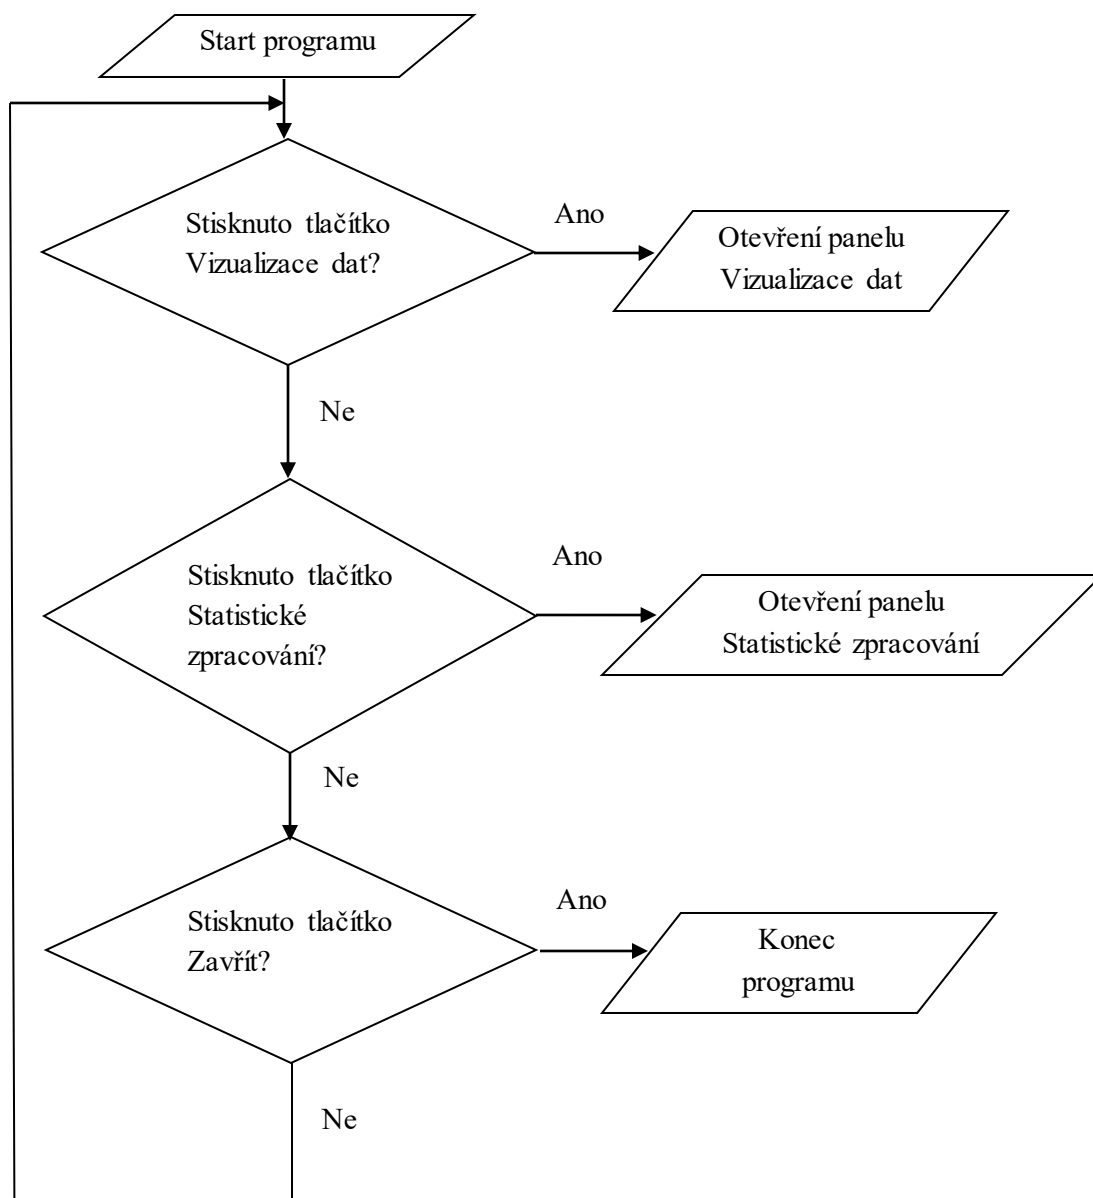 Start programu
Stisknuto tlačítko
Vizualizace dat?
Ano
Otevření panelu
Vizualizace dat
Ne
Stisknuto tlačítko
Statistické
zpracování?
Ano
Otevření panelu
Statistické zpracování
Ne
Stisknuto tlačítko
Zavřít?
Ano
Konec
programu
Ne